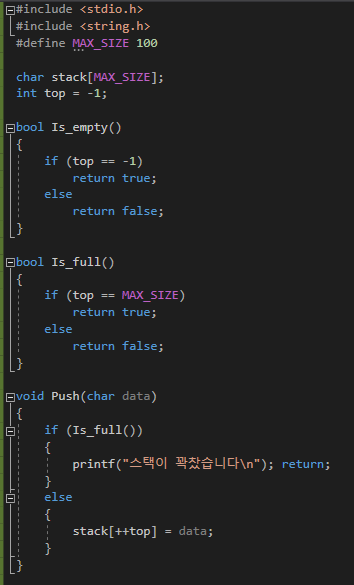 #include <stdio.h>
#include <string.h>
#define MAX_SIZE 100
char stack[MAX_SIZE];
int top = -1;
bool Is_empty()
{
if (top == -1)
return true;
else
return false;
}
bool Is_full()
{
if (top == MAX_SIZE)
return true;
else
return false;
}
void Push(char data)
{
if (Is_full())
{
printf("스택이 꽉찼습니다\n"); return;
}
else
{
stack[++top] = data;
}
}